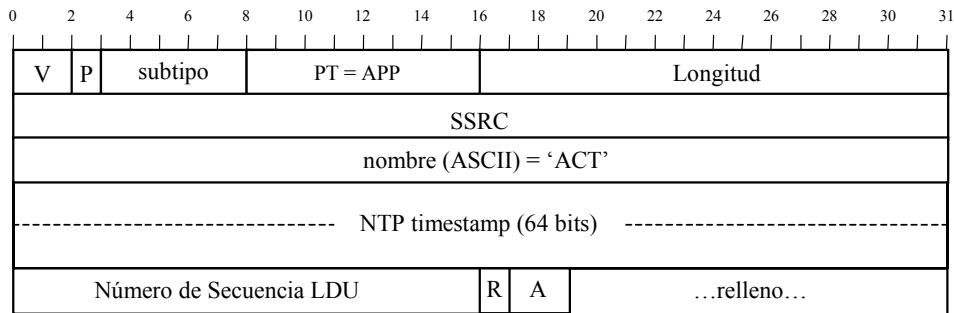 0 2 4 6 8 10 12 14 16 18 20 22 24 26 28 30 31
V P subtipo PT = APP Longitud
SSRC
nombre (ASCII) = ‘ACT’
NTP timestamp (64 bits)
Número de Secuencia LDU R A …relleno…